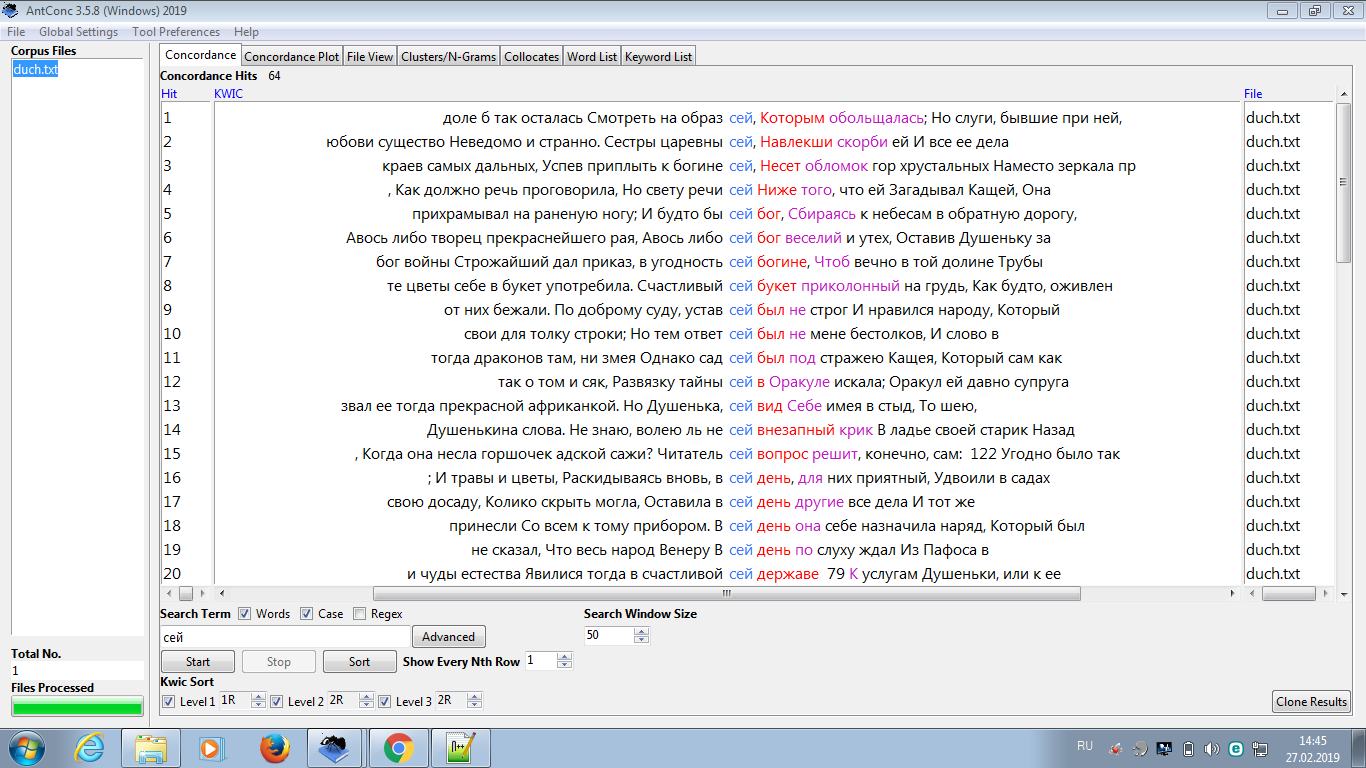 AntConc 3.5.8 (Windows) 2019
File Global Settings Tool Preferences Help
Corpus Files
duch.txt
Concordance Concordance Plot File View Clusters/N-Grams Collocates Word List Keyword List
Concordance Hits 64
Hit KWIC File
1 доле б так осталась Смотреть на образ сей, Которым обольщалась; Но слуги, бывшие при ней, duch.txt
2 юбови существо Неведомо и странно. Сестры царевны сей, Навлекши скорби ей И все ее дела duch.txt
3 краев самых дальных, Успев приплыть к богине сей, Несет обломок гор хрустальных Наместо зеркала пр duch.txt
4 , Как должно речь проговорила, Но свету речи сей Ниже того, что ей Загадывал Кащей, Она duch.txt
5 прихрамывал на раненую ногу; И будто бы сей бог, Сбираясь к небесам в обратную дорогу, duch.txt
6 Авось либо творец прекраснейшего рая, Авось либо сей бог веселий и утех, Оставив Душеньку за duch.txt
7 бог войны Строжайший дал приказ, в угодность сей богине, Чтоб вечно в той долине Трубы duch.txt
8 те цветы себе в букет употребила. Счастливый сей букет приколонный на грудь, Как будто, оживлен duch.txt
9 от них бежали. По доброму суду, устав сей был не строг И нравился народу, Который duch.txt
10 свои для толку строки; Но тем ответ сей был не мене бестолков, И слово в duch.txt
11 тогда драконов там, ни змея Однако сад сей был под стражею Кащея, Который сам как duch.txt
12 так о том и сяк, Развязку тайны сей в Оракуле искала; Оракул ей давно супруга duch.txt
13 звал ее тогда прекрасной африканкой. Но Душенька, сей вид Себе имея в стыд, То шею, duch.txt
14 Душенькина слова. Не знаю, волею ль не сей внезапный крик В ладье своей старик Назад duch.txt
15 , Когда она несла горшочек адской сажи? Читатель сей вопрос решит, конечно, сам: 122 Угодно было так duch.txt
16 ; И травы и цветы, Раскидываясь вновь, в сей день, для них приятный, Удвоили в садах duch.txt
17 свою досаду, Колико скрыть могла, Оставила в сей день другие все дела И тот же duch.txt
18 принесли Со всем к тому прибором. В сей день она себе назначила наряд, Который был duch.txt
19 не сказал, Что весь народ Венеру В сей день по слуху ждал Из Пафоса в duch.txt
20 и чуды естества Явилися тогда в счастливой сей державе 79 К услугам Душеньки, или к ее duch.txt
Search Term Words Case Regex Search Window Size
сей Advanced 50
Start Stop Sort Show Every Nth Row 1
Kwic Sort
Level 1 1R Level 2 2R Level 3 2R
Clone Results
Total No.
1
Files Processed
RU 14:45
27.02.2019